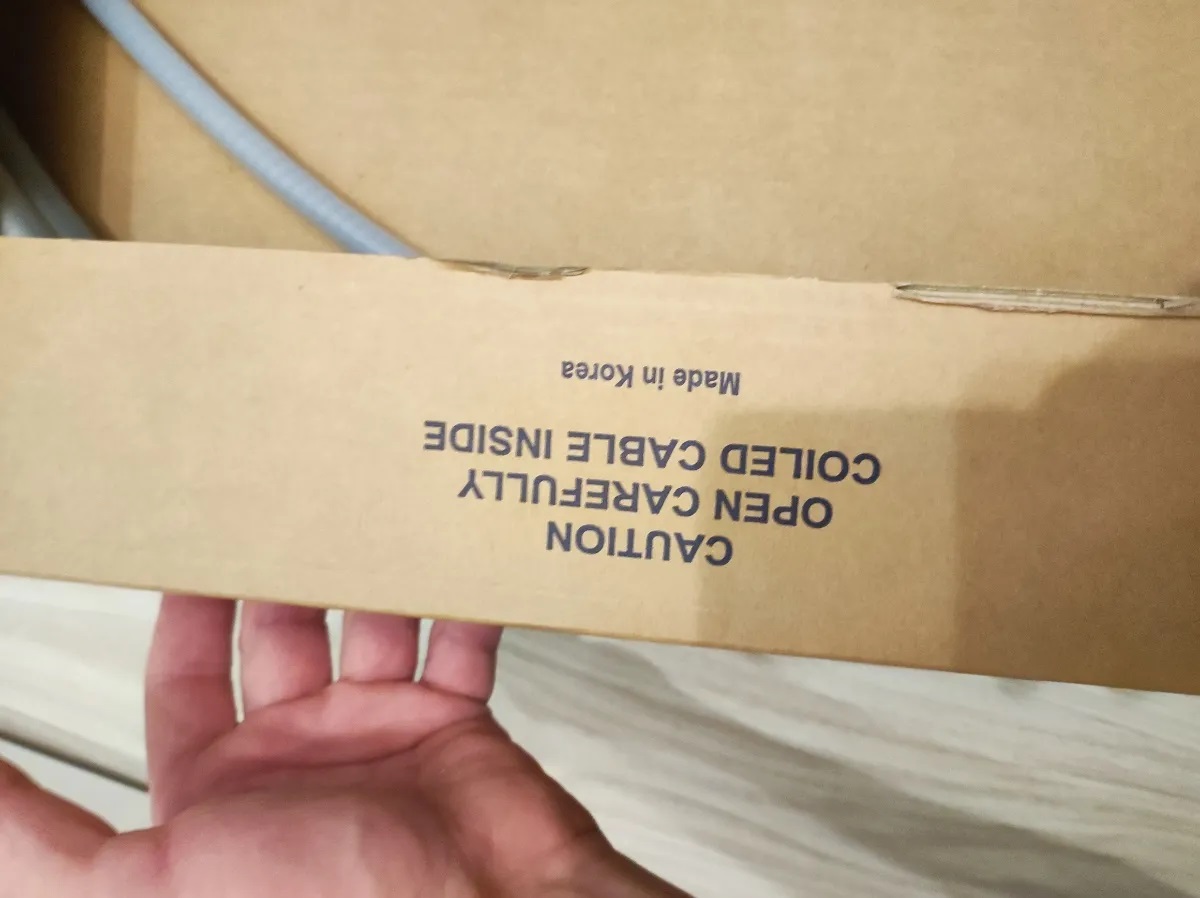 CAUTION
OPEN CAREFULLY
COILED CABLE INSIDE
Made in Korea